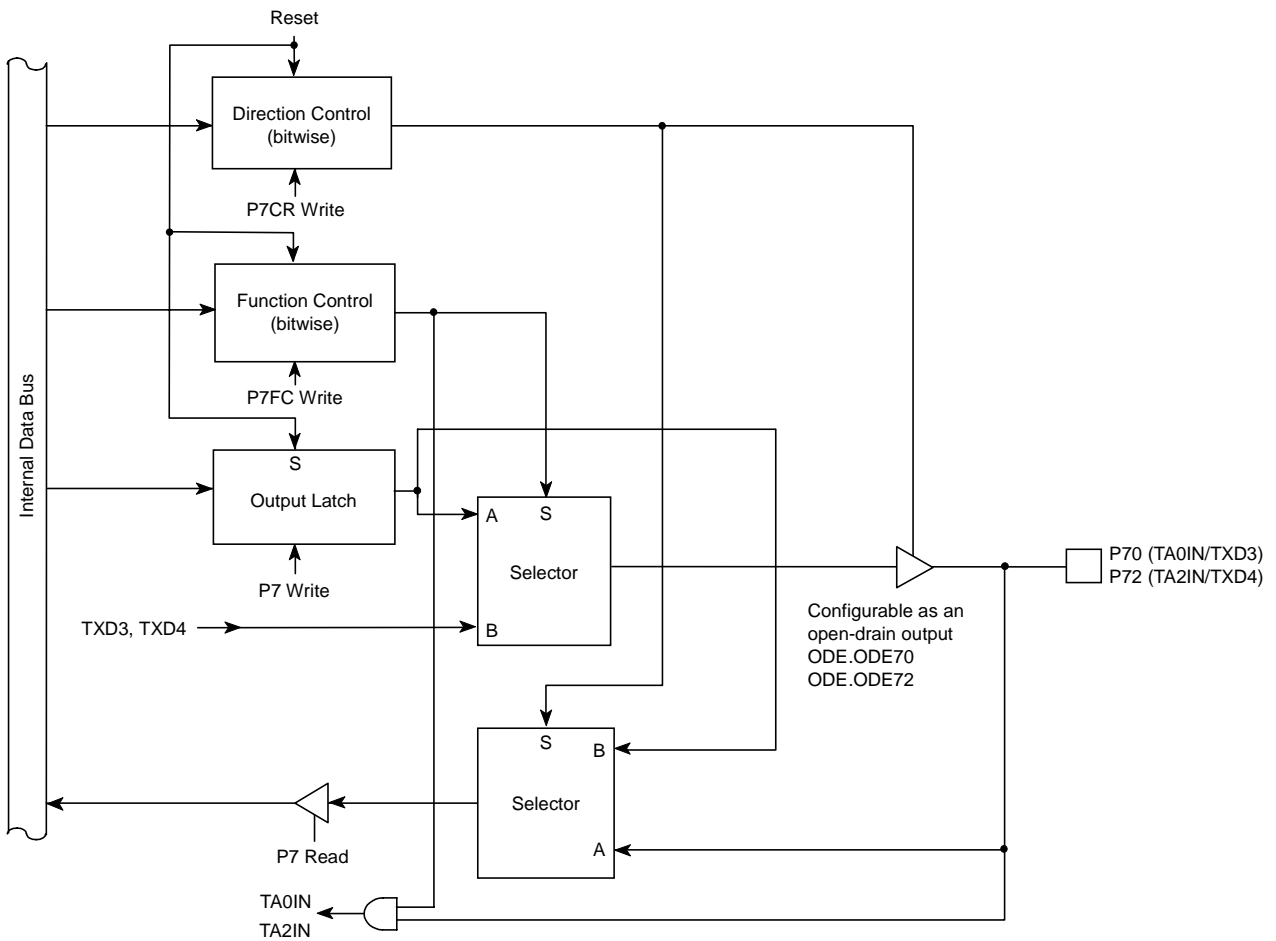 Reset
Direction Control
(bitwise)
P7CR Write
Function Control
(bitwise)
P7FC Write
Internal Data Bus
S
Output Latch
P7 Write
TXD3, TXD4
A
S
Selector
B
P70 (TA0IN/TXD3)
P72 (TA2IN/TXD4)
Configurable as an
open-drain output
ODE.ODE70
ODE.ODE72
S
B
Selector
A
P7 Read
TA0IN
TA2IN